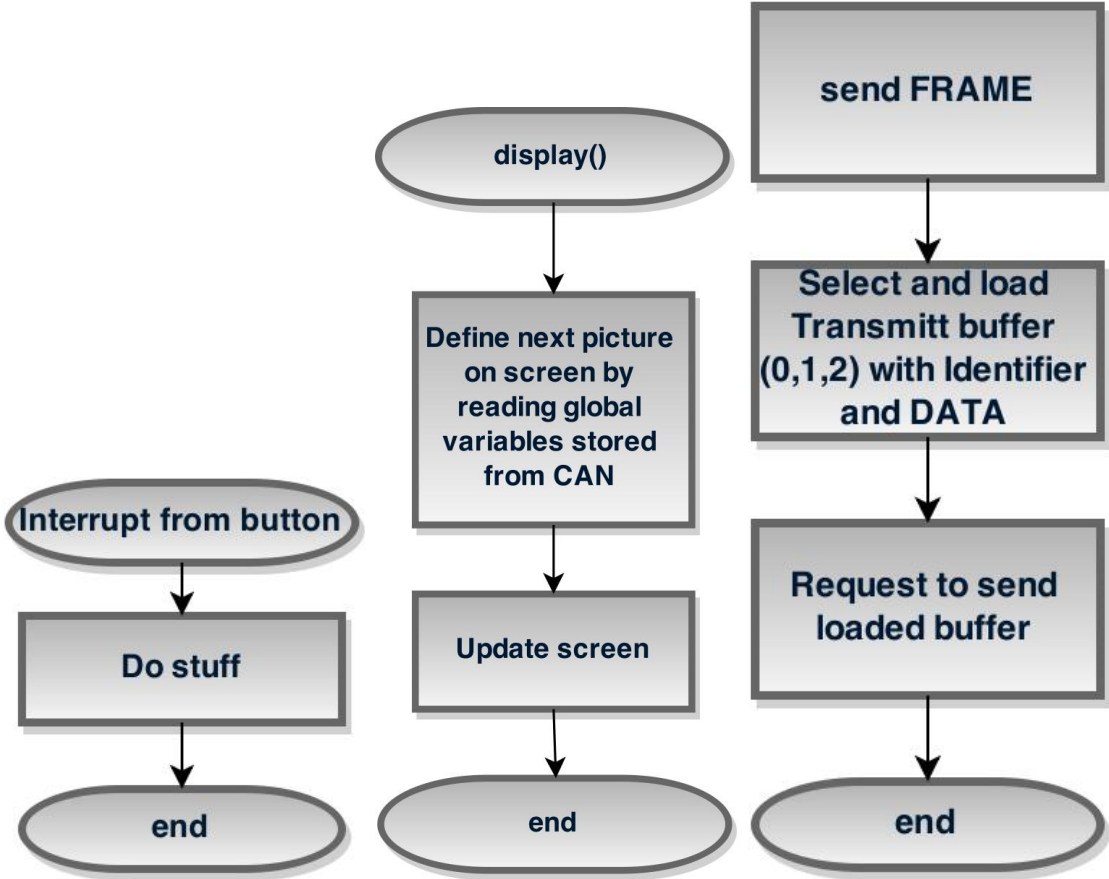 Interrupt from button
Do stuff
end
display()
Define next picture
on screen by
reading global
variables stored
from CAN
Update screen
end
send FRAME
Select and load
Transmitt buffer
(0,1,2) with Identifier
and DATA
Request to send
loaded buffer
end